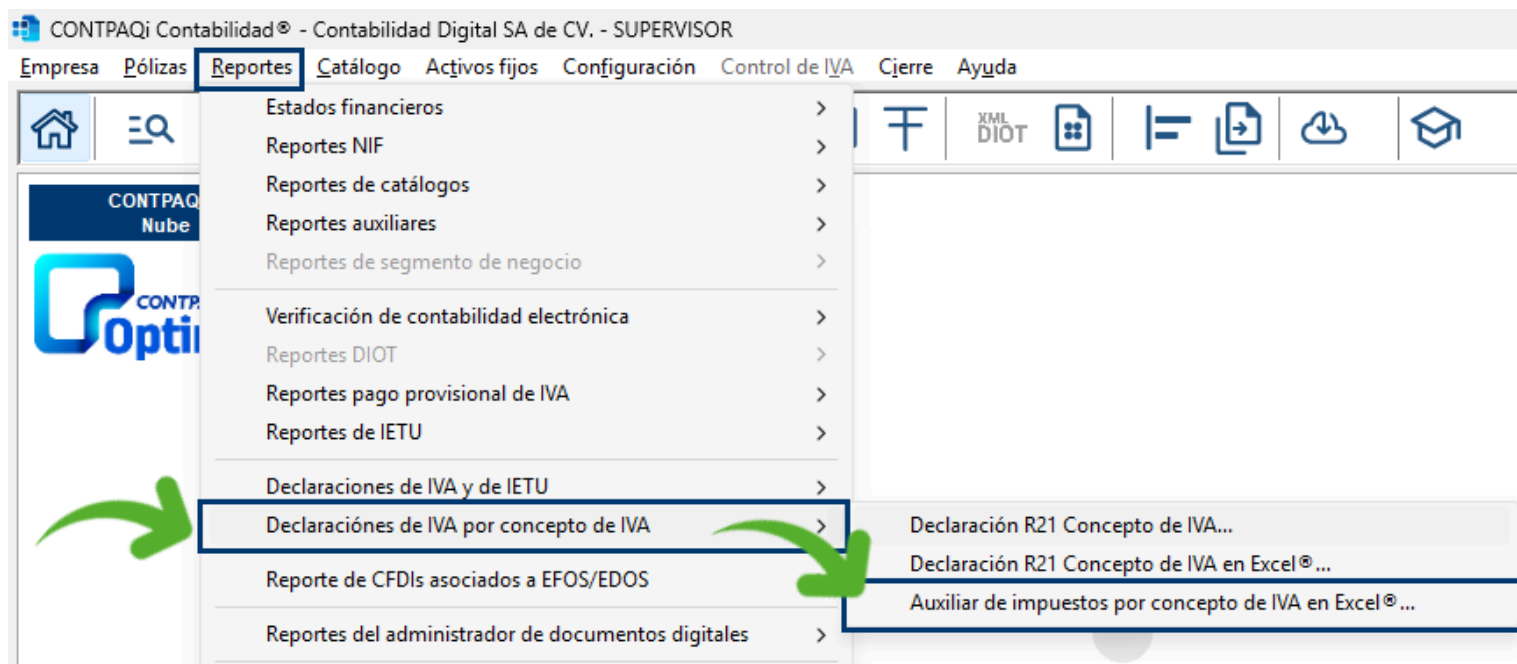 CONTPAQi Contabilidad® - Contabilidad Digital SA de CV. - SUPERVISOR
Empresa Pólizas Reportes Catálogo Activos fijos Configuración Control de IVA Cierre Ayuda
XML
DIOT
CONTPAQ
Nube
CONTP
Opti
Estados financieros
Reportes NIF
Reportes de catálogos
Reportes auxiliares
Reportes de segmento de negocio
Verificación de contabilidad electrónica
Reportes DIOT
Reportes pago provisional de IVA
Reportes de IETU
Declaraciones de IVA y de IETU
Declaraciónes de IVA por concepto de IVA
Reporte de CFDIs asociados a EFOS/EDOS
Reportes del administrador de documentos digitales
Declaración R21 Concepto de IVA...
Declaración R21 Concepto de IVA en Excel®...
Auxiliar de impuestos por concepto de IVA en Excel®...